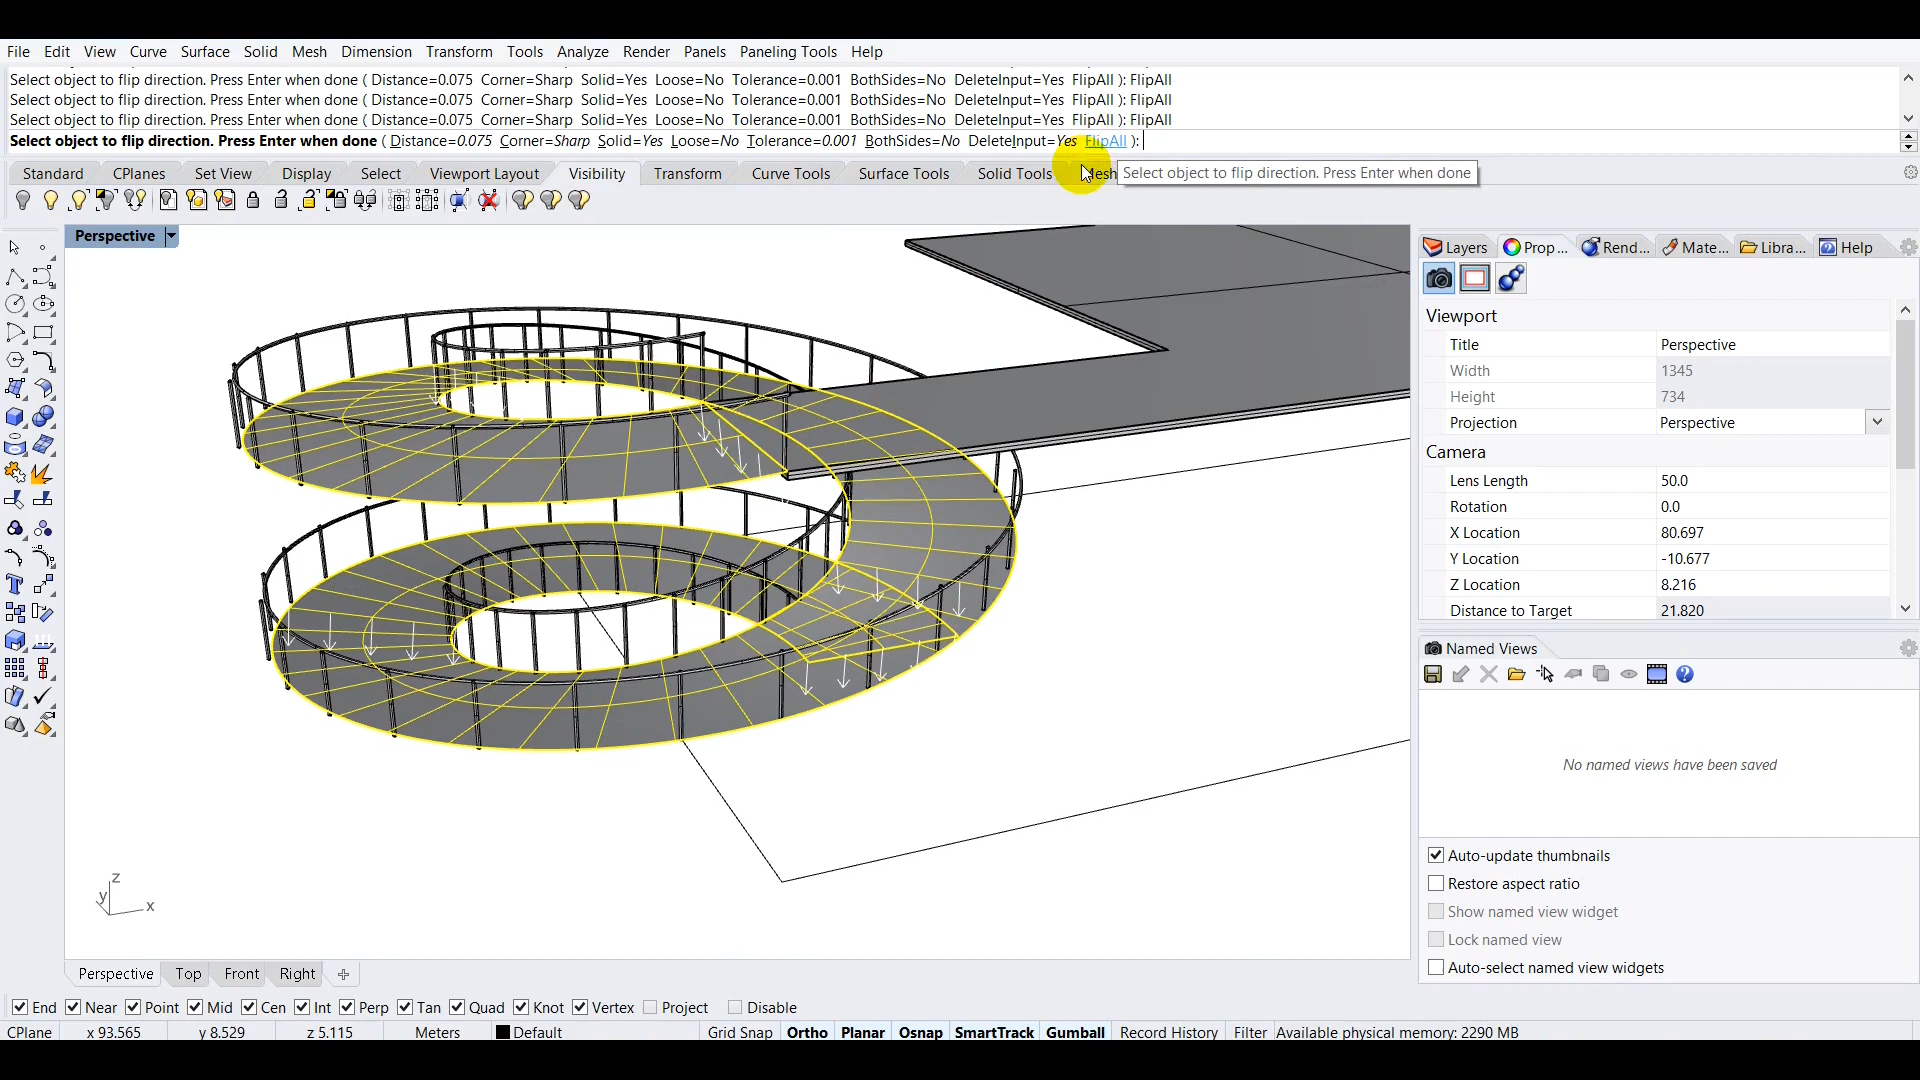 File Edit View Curve Surface Solid Mesh Dimension Transform Tools Analyze Render Panels Paneling Tools Help
Select object to flip direction. Press Enter when done ( Distance=0.075 Corner=Sharp Solid=Yes Loose=No Tolerance=0.001 BothSides=No DeleteInput=Yes FlipAll ): FlipAll
Select object to flip direction. Press Enter when done ( Distance=0.075 Corner=Sharp Solid=Yes Loose=No Tolerance=0.001 BothSides=No DeleteInput=Yes FlipAll ): FlipAll
Select object to flip direction. Press Enter when done ( Distance=0.075 Corner=Sharp Solid=Yes Loose=No Tolerance=0.001 BothSides=No DeleteInput=Yes FlipAll ): FlipAll
Select object to flip direction. Press Enter when done ( Distance=0.075 Corner=Sharp Solid=Yes Loose=No Tolerance=0.001 BothSides=No DeleteInput=Yes FlipAll ):
Standard CPlanes Set View Display Select Viewport Layout Visibility Transform Curve Tools Surface Tools Solid Tools Mesh
Select object to flip direction. Press Enter when done
Perspective
Layers Prop... Rend... Mate... Libra... Help
Viewport
Title Perspective
Width 1345
Height 734
Projection Perspective
Camera
Lens Length 50.0
Rotation 0.0
X Location 80.697
Y Location -10.677
Z Location 8.216
Distance to Target 21.820
Named Views
No named views have been saved
Auto-update thumbnails
Restore aspect ratio
Show named view widget
Lock named view
Auto-select named view widgets
z
y
x
Perspective Top Front Right
End Near Point Mid Cen Int Perp Tan Quad Knot Vertex Project Disable
CPlane x 93.565 y 8.529 z 5.115 Meters Default Grid Snap Ortho Planar Osnap SmartTrack Gumball Record History Filter Available physical memory: 2290 MB